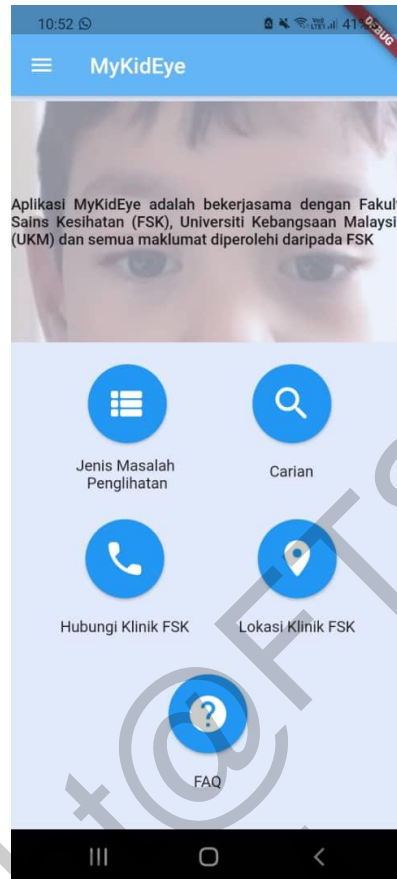 10:52
41%
DEBUG
MyKidEye
Aplikasi MyKidEye adalah bekerjasama dengan Fakul
Sains Kesihatan (FSK), Universiti Kebangsaan Malaysi
(UKM) dan semua maklumat diperolehi daripada FSK
Jenis Masalah
Penglihatan
Carian
Hubungi Klinik FSK
Lokasi Klinik FSK
FAQ
t@FTS